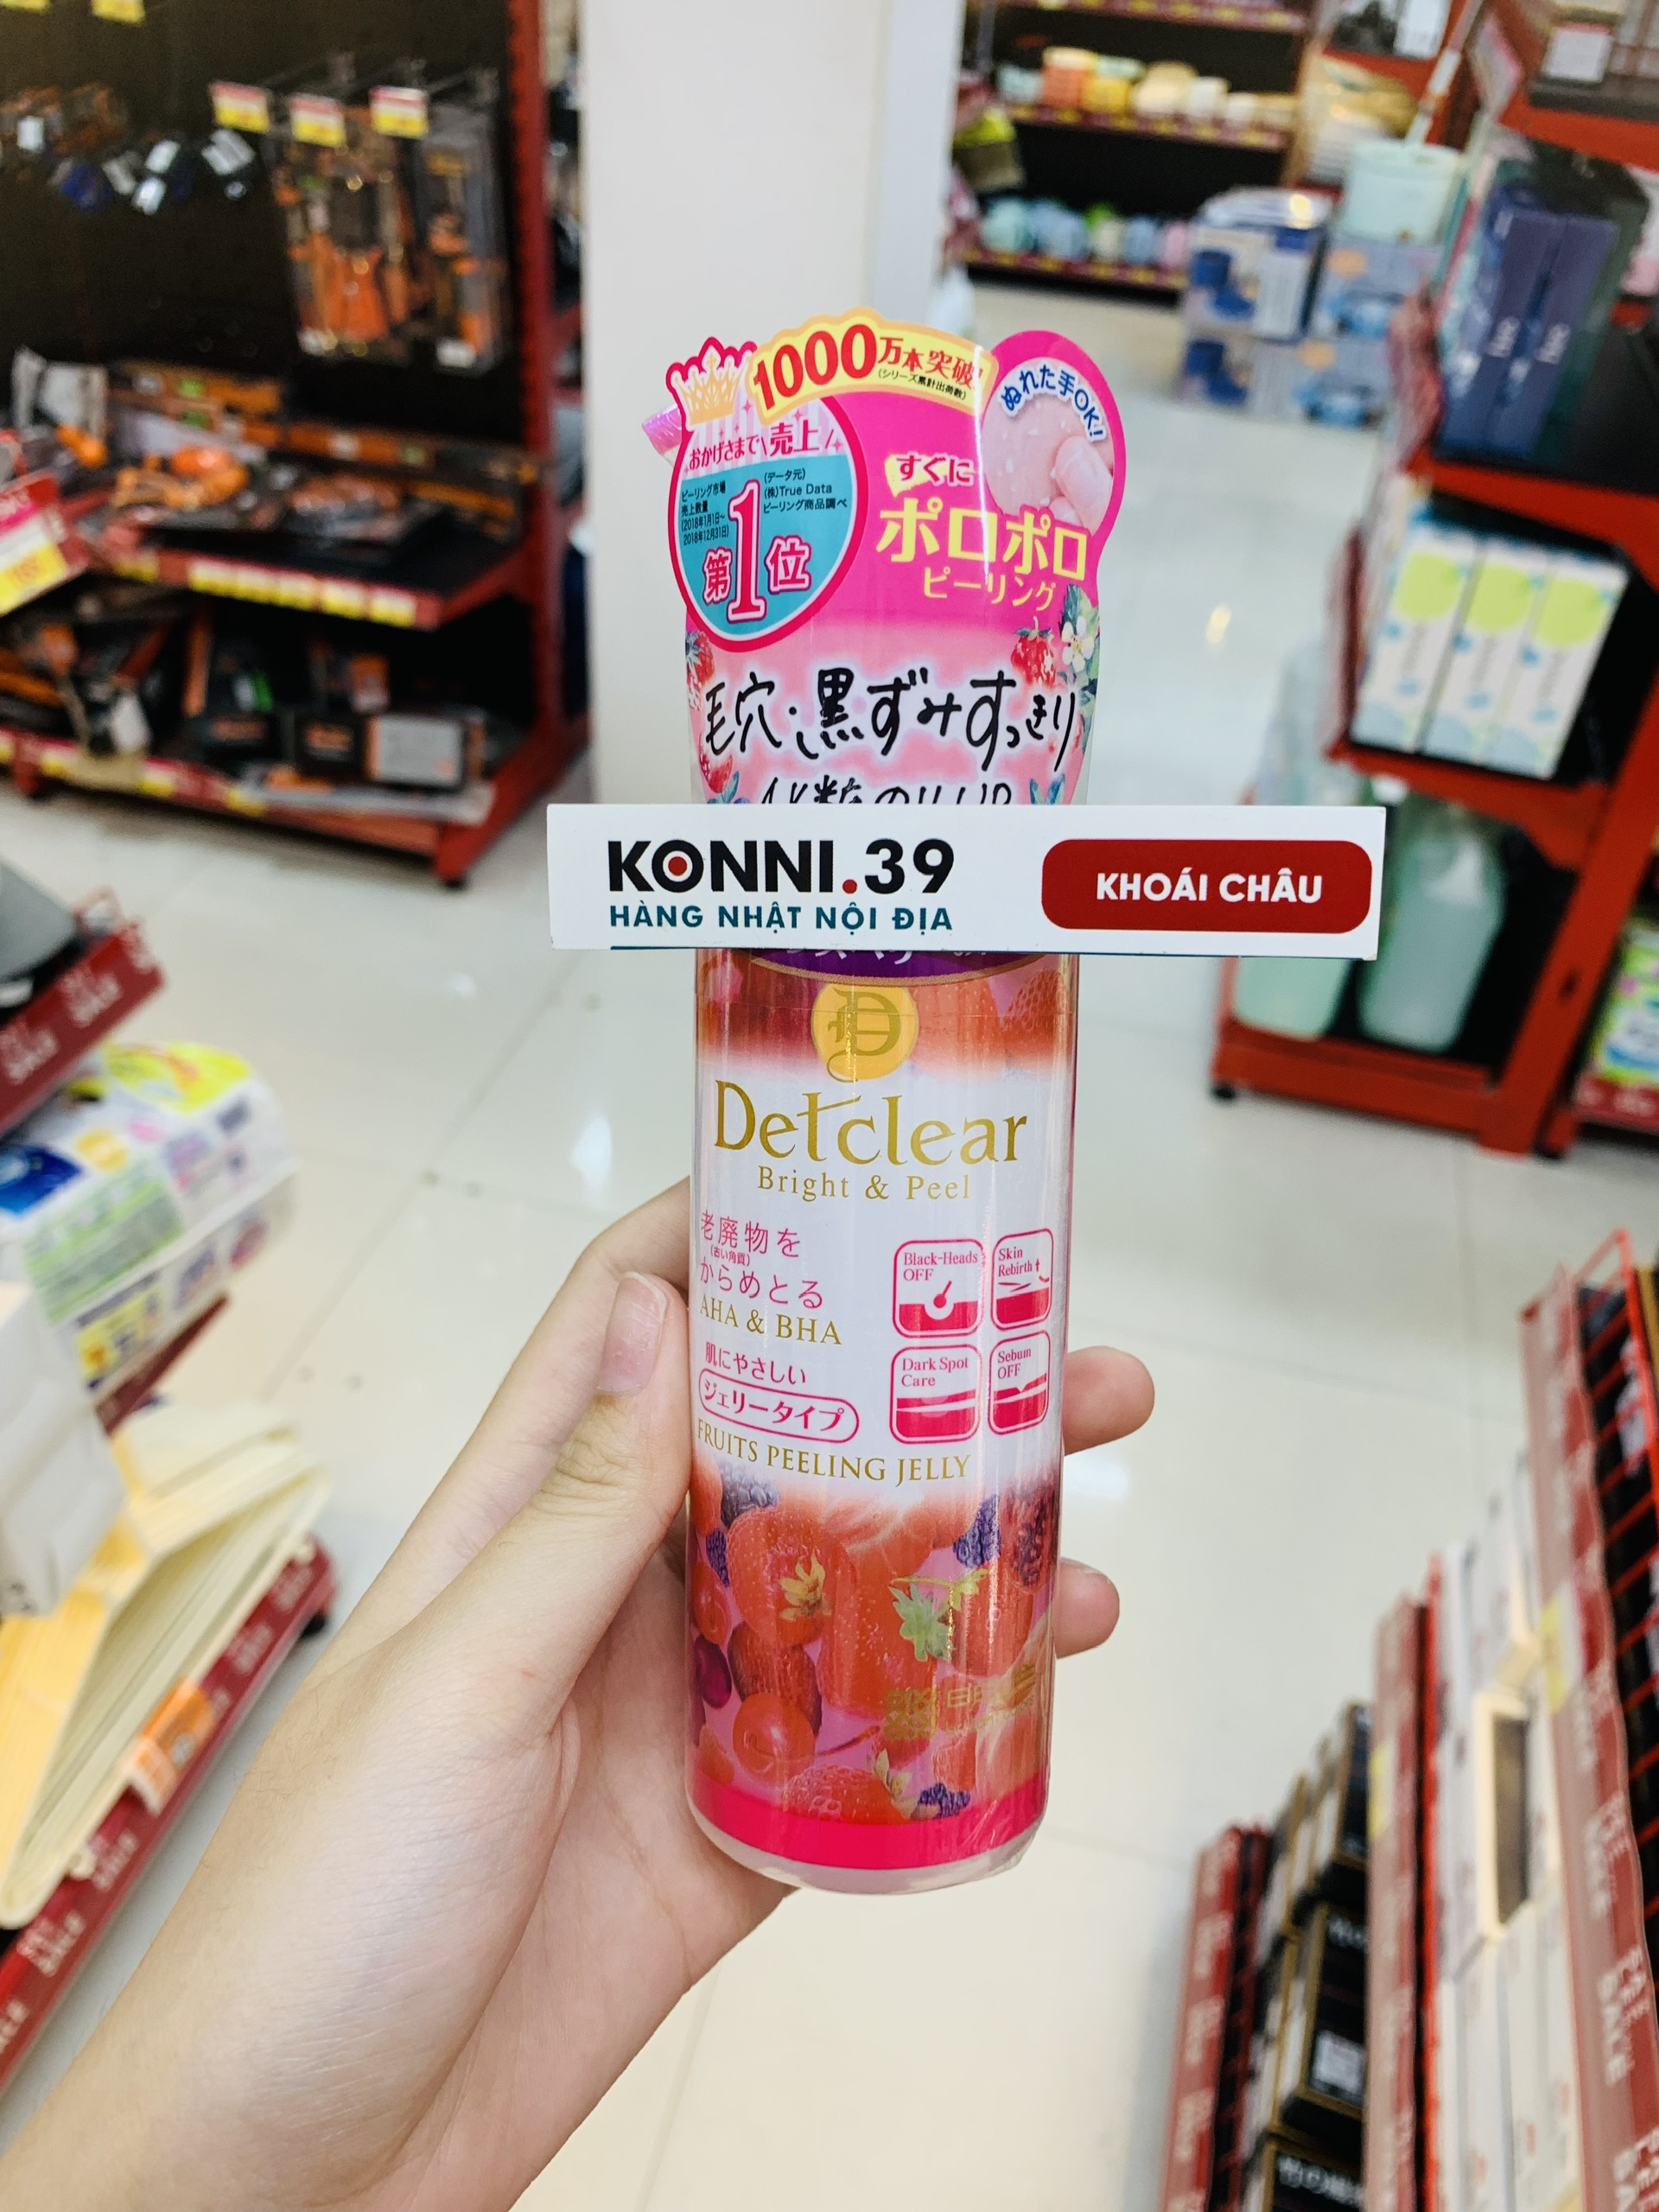 1000万本突破!
(シリーズ累計出荷数)
ぬれた手OK!
おかげさまで売上
ピーリング市場
売上数量
(2018年1月1日~
2018年12月31日)
(データ元)
(株)True Data
ピーリング商品調べ
第1位
すぐに
ポロポロ
ピーリング
毛穴・黒ずみすっきり
KONNI.39
HÀNG NHẬT NỘI ĐỊA
KHOÁI CHÂU
Detclear
Bright & Peel
老廃物を
(古い角質)
からめとる
AHA & BHA
肌にやさしい
ジェリータイプ
FRUITS PEELING JELLY
Black-Heads
OFF
Skin
Rebirth
Dark Spot
Care
Sebum
OFF